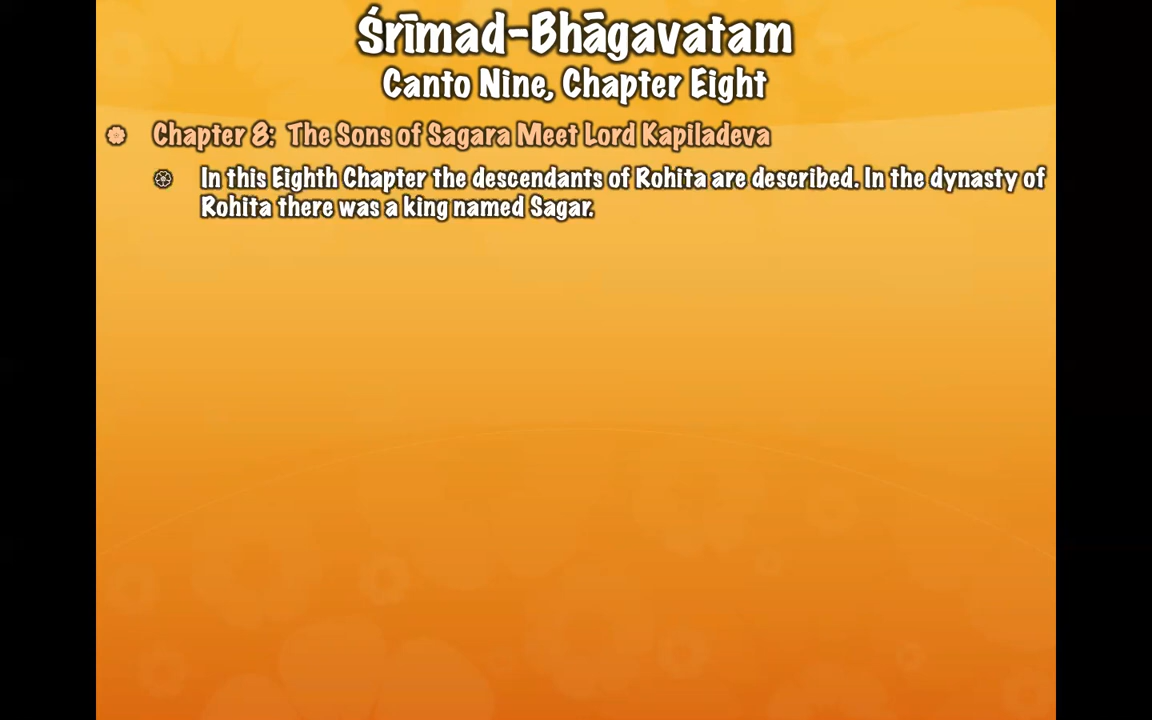 Śrīmad-Bhāgavatam
Canto Nine, Chapter Eight
Chapter 8: The Sons of Sagara Meet Lord Kapiladeva
In this Eighth Chapter the descendants of Rohita are described. In the dynasty of
Rohita there was a king named Sagar.